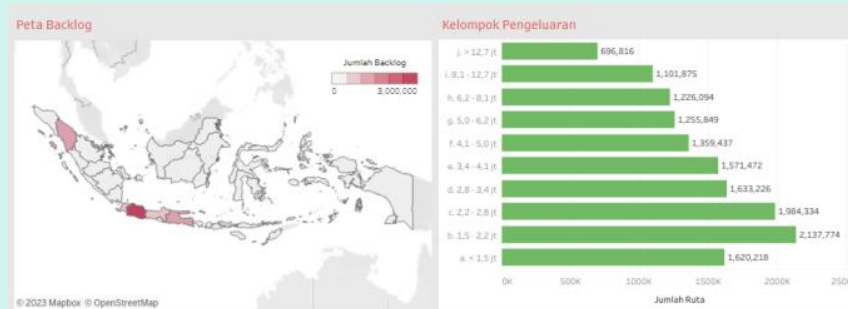 Peta Backlog
Jumlah Backlog
0 3,000,000
© 2023 Mapbox © OpenStreetMap
Kelompok Pengeluaran
j. > 12,7 jt 696,816
i. 8,1 - 12,7 jt 1,101,875
h. 6,2 - 8,1 jt 1,226,094
g. 5,0 - 6,2 jt 1,255,849
f. 4,1 - 5,0 jt 1,359,437
e. 3,4 - 4,1 jt 1,571,472
d. 2,8 - 3,4 jt 1,633,226
c. 2,2 - 2,8 jt 1,984,334
b. 1,5 - 2,2 jt 2,137,774
a. < 1,5 jt 1,620,218
0K 500K 1000K 1500K 2000K 2500
Jumlah Ruta